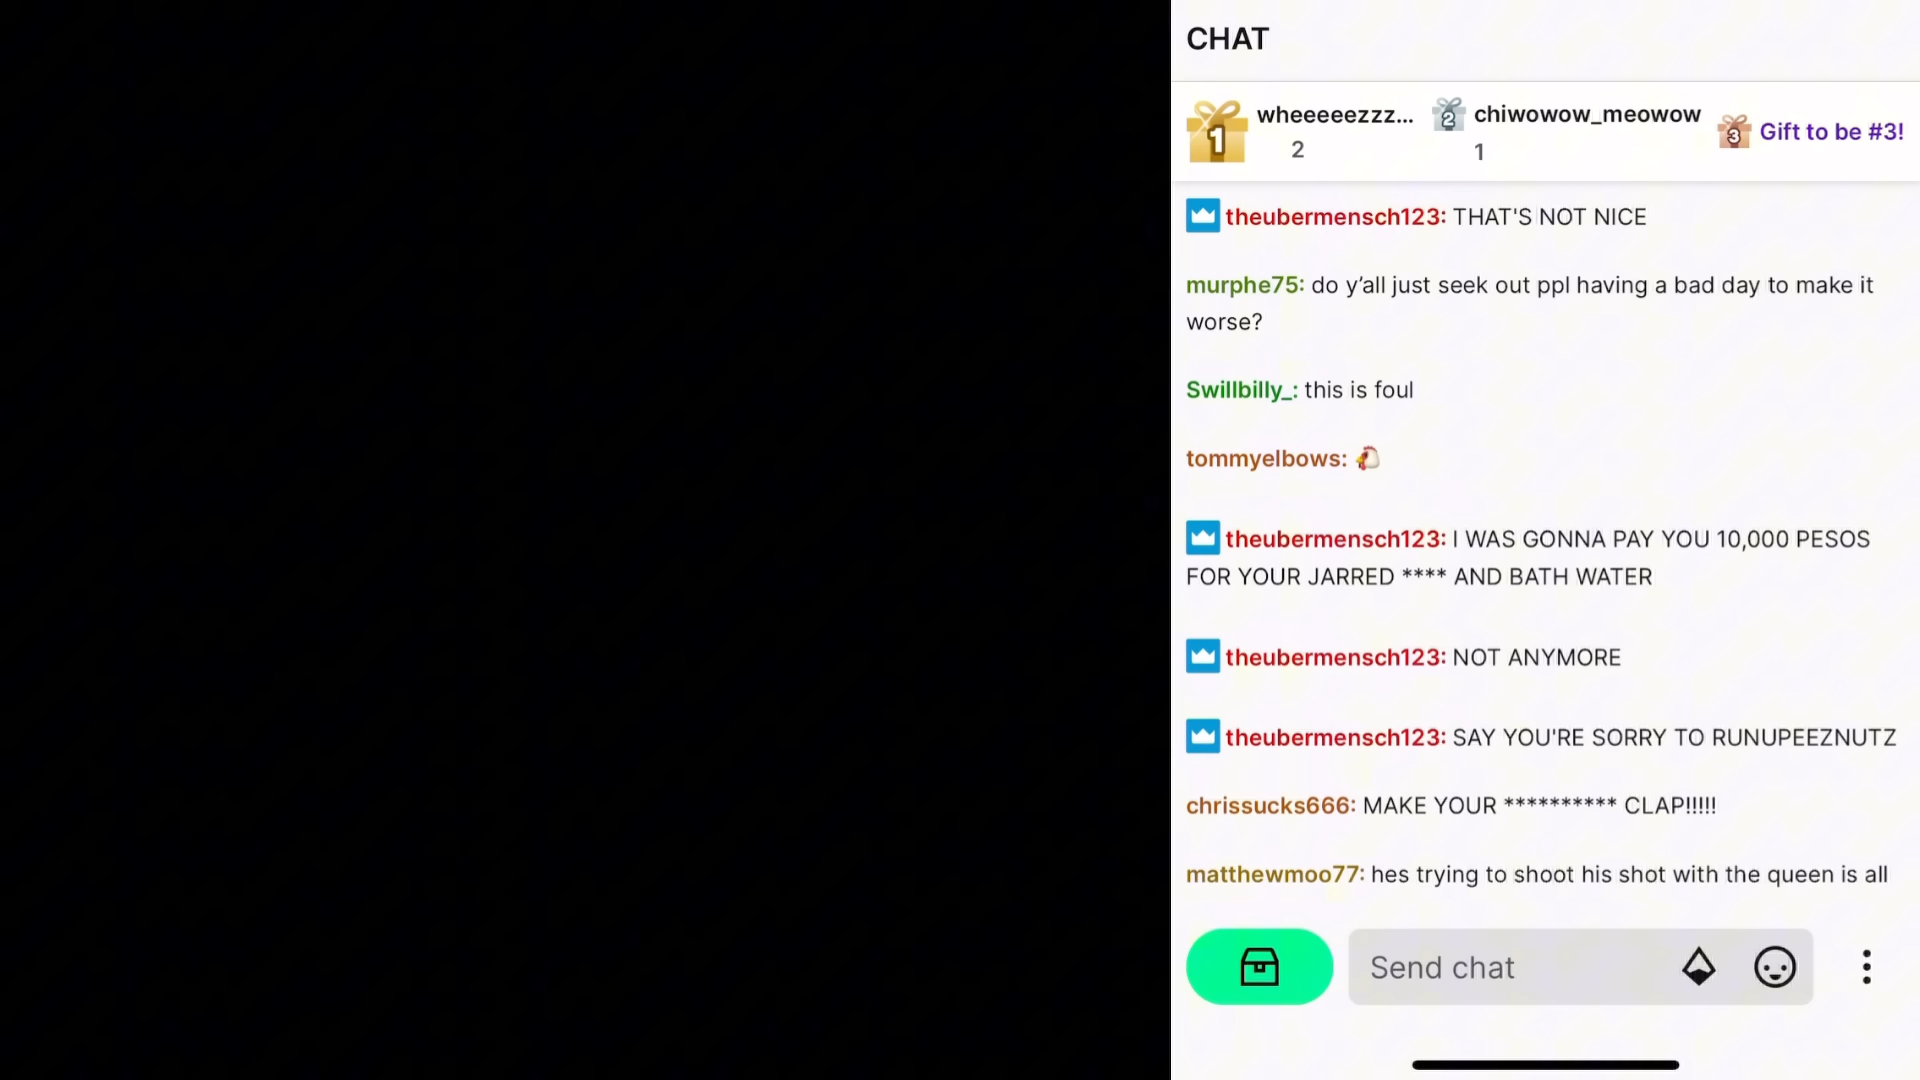 CHAT
1 wheeeeezzz... 2 chiwowow_meowow 3 Gift to be #3!
2 1
theubermensch123: THAT'S NOT NICE
murphe75: do y’all just seek out ppl having a bad day to make it
worse?
Swillbilly_: this is foul
tommyelbows: 🐔
theubermensch123: I WAS GONNA PAY YOU 10,000 PESOS
FOR YOUR JARRED **** AND BATH WATER
theubermensch123: NOT ANYMORE
theubermensch123: SAY YOU'RE SORRY TO RUNUPEEZNUTZ
chrissucks666: MAKE YOUR ********** CLAP!!!!!
matthewmoo77: hes trying to shoot his shot with the queen is all
Send chat